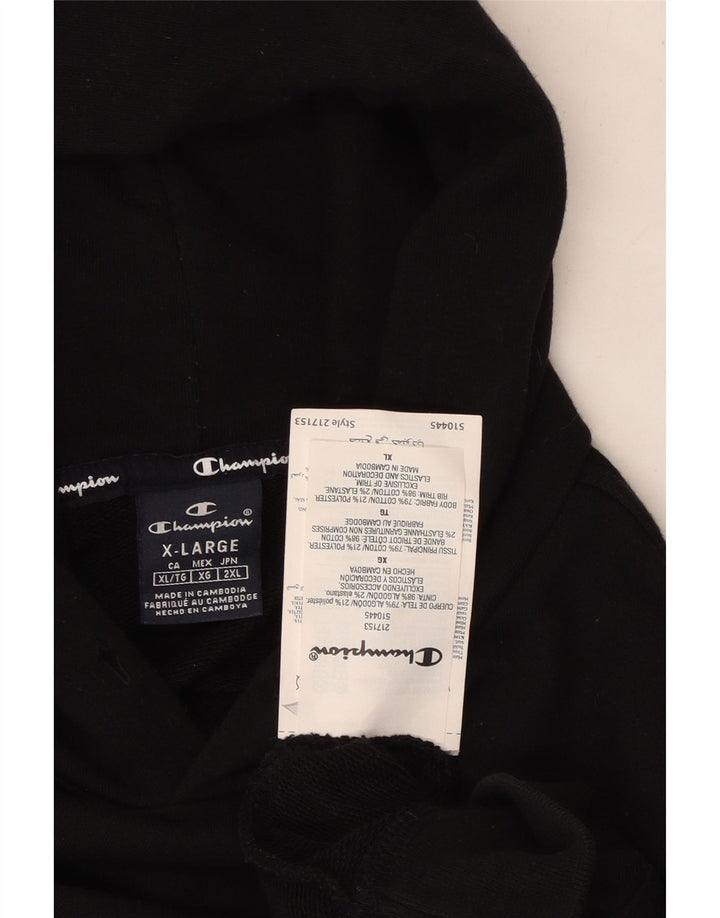 Champion
mpion
Champion®
X-LARGE
CA MEX JPN
XL/TG XG 2XL
MADE IN CAMBODIA
FABRIQUÉ AU CAMBODGE
HECHO EN CAMBOYA
Champion®
217153
510445
CUERPO DE TELA: 79% ALGODÓN/ 21% poliéster
CINTA: 98% ALGODÓN/ 2% elastano.
EXCLUYENDO ACCESORIOS
ELÁSTICOS Y DECORACIÓN
HECHO EN CAMBOYA
XG
TISSU PRINCIPAL: 79% COTON/ 21% POLYESTER
BANDE DE TRICOT CÔTELÉ: 98% COTON/
2% ÉLASTHANNE GARNITURES NON COMPRISES
FABRIQUÉ AU CAMBODGE
TG
BODY FABRIC: 79% COTTON/ 21% POLYESTER
RIB TRIM: 98% COTTON/ 2% ELASTANE
EXCLUSIVE OF TRIM,
ELASTICS AND DECORATION
MADE IN CAMBODIA
XL
510445 Style 217153